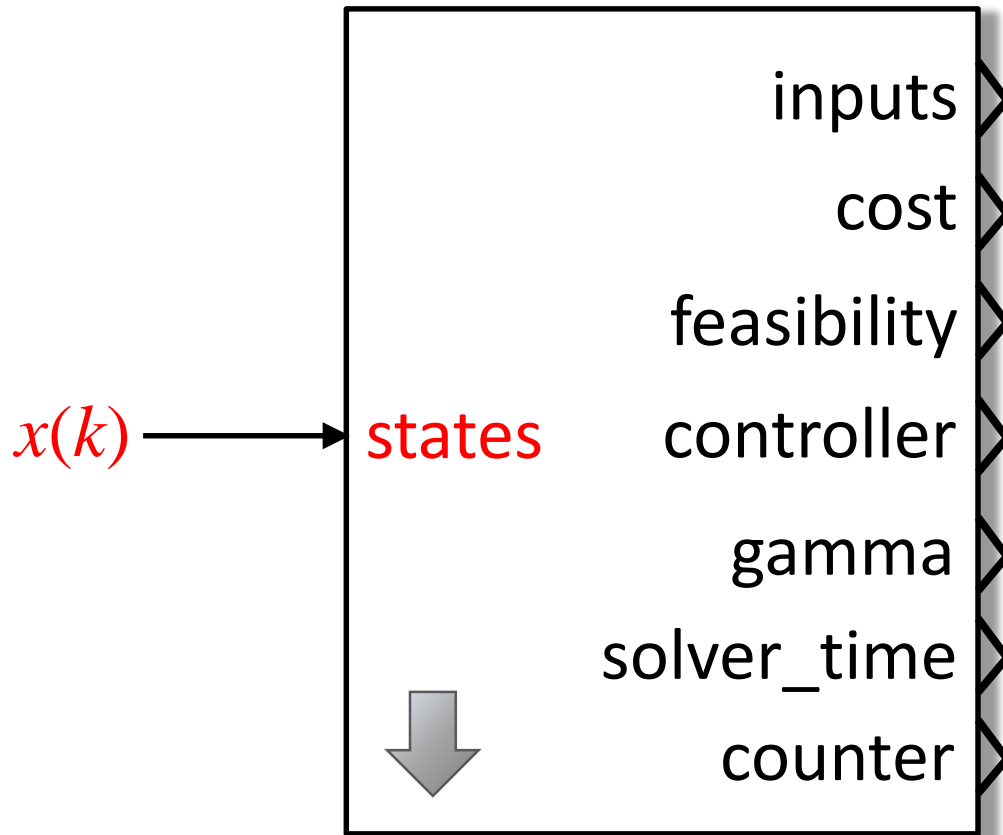 inputs
cost
feasibility
x(k)
states
controller
gamma
solver_time
counter